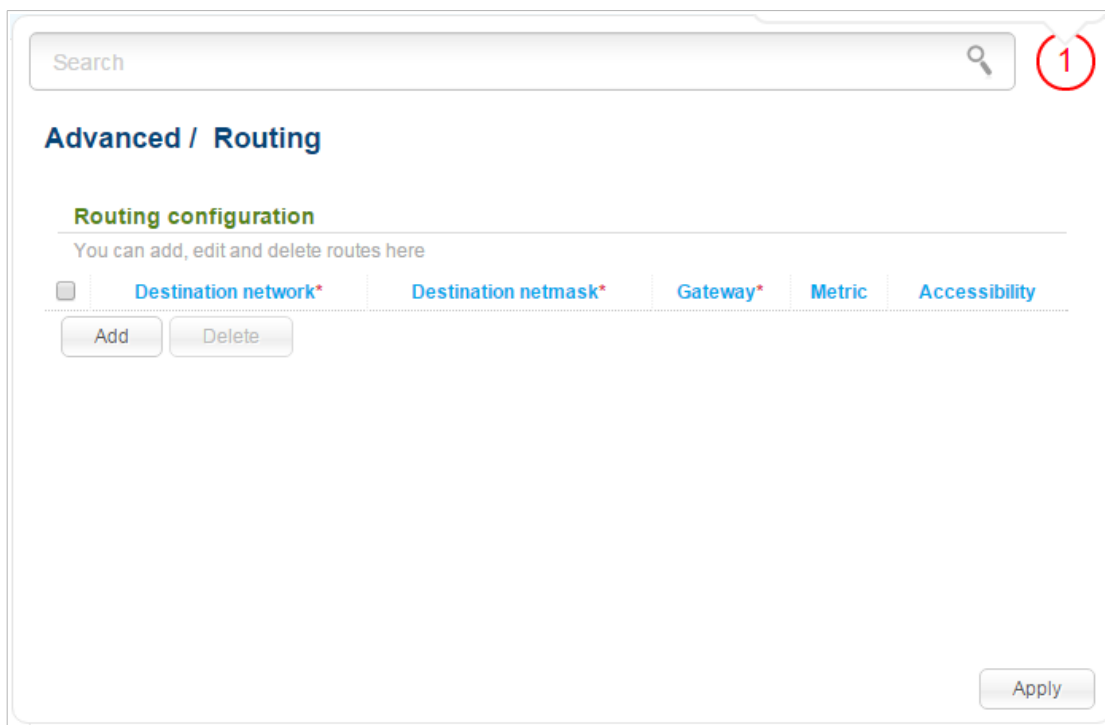 Search
1
Advanced / Routing
Routing configuration
You can add, edit and delete routes here
Destination network* Destination netmask* Gateway* Metric Accessibility
Add Delete
Apply